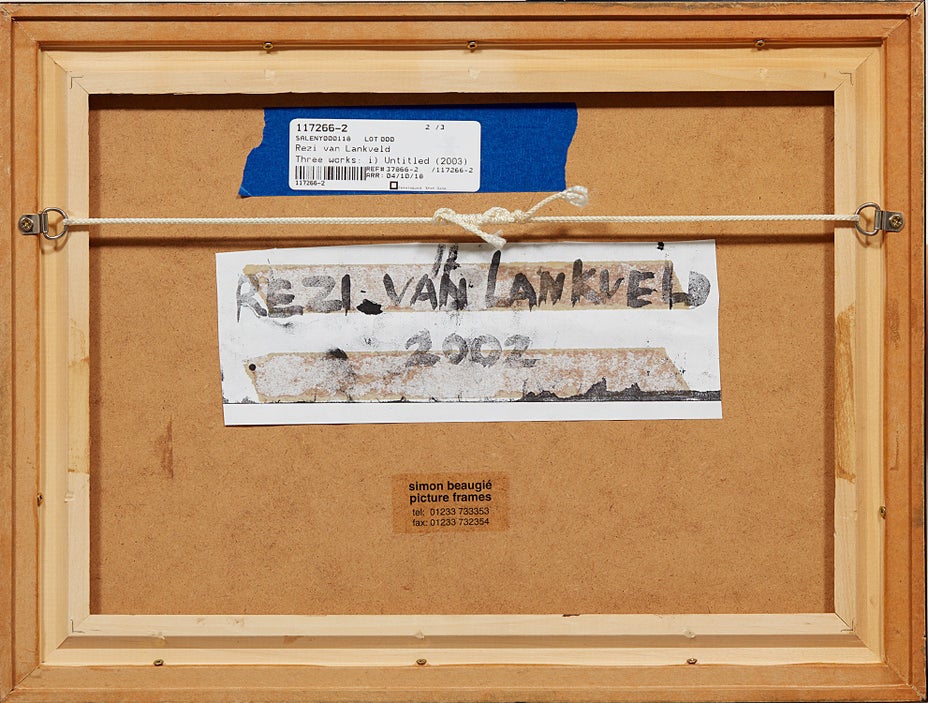 117266-2 2 /3
SALENYD00118 LOT 000
Rezi van Lankveld
Three works: i) Untitled (2003)
REF# 37866-2 /117266-2
117266-2 ARR: 04/10/18
REZI VAN LANKVELD
2002
simon beaugié
picture frames
tel: 01233 733353
fax: 01233 732354